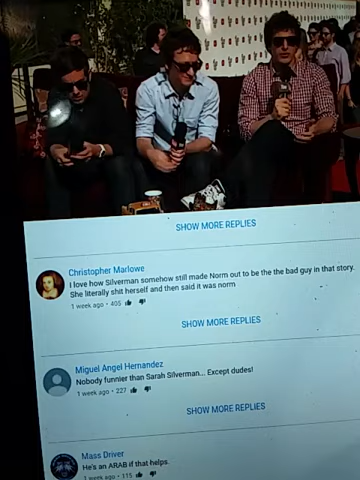 SHOW MORE REPLIES
Christopher Marlowe
I love how Silverman somehow still made Norm out to be the the bad guy in that story.
She literally shit herself and then said it was norm
1 week ago • 405
SHOW MORE REPLIES
Miguel Angel Hernandez
Nobody funnier than Sarah Silverman... Except dudes!
1 week ago • 227
SHOW MORE REPLIES
Mass Driver
He's an ARAB if that helps.
1 week ago • 115